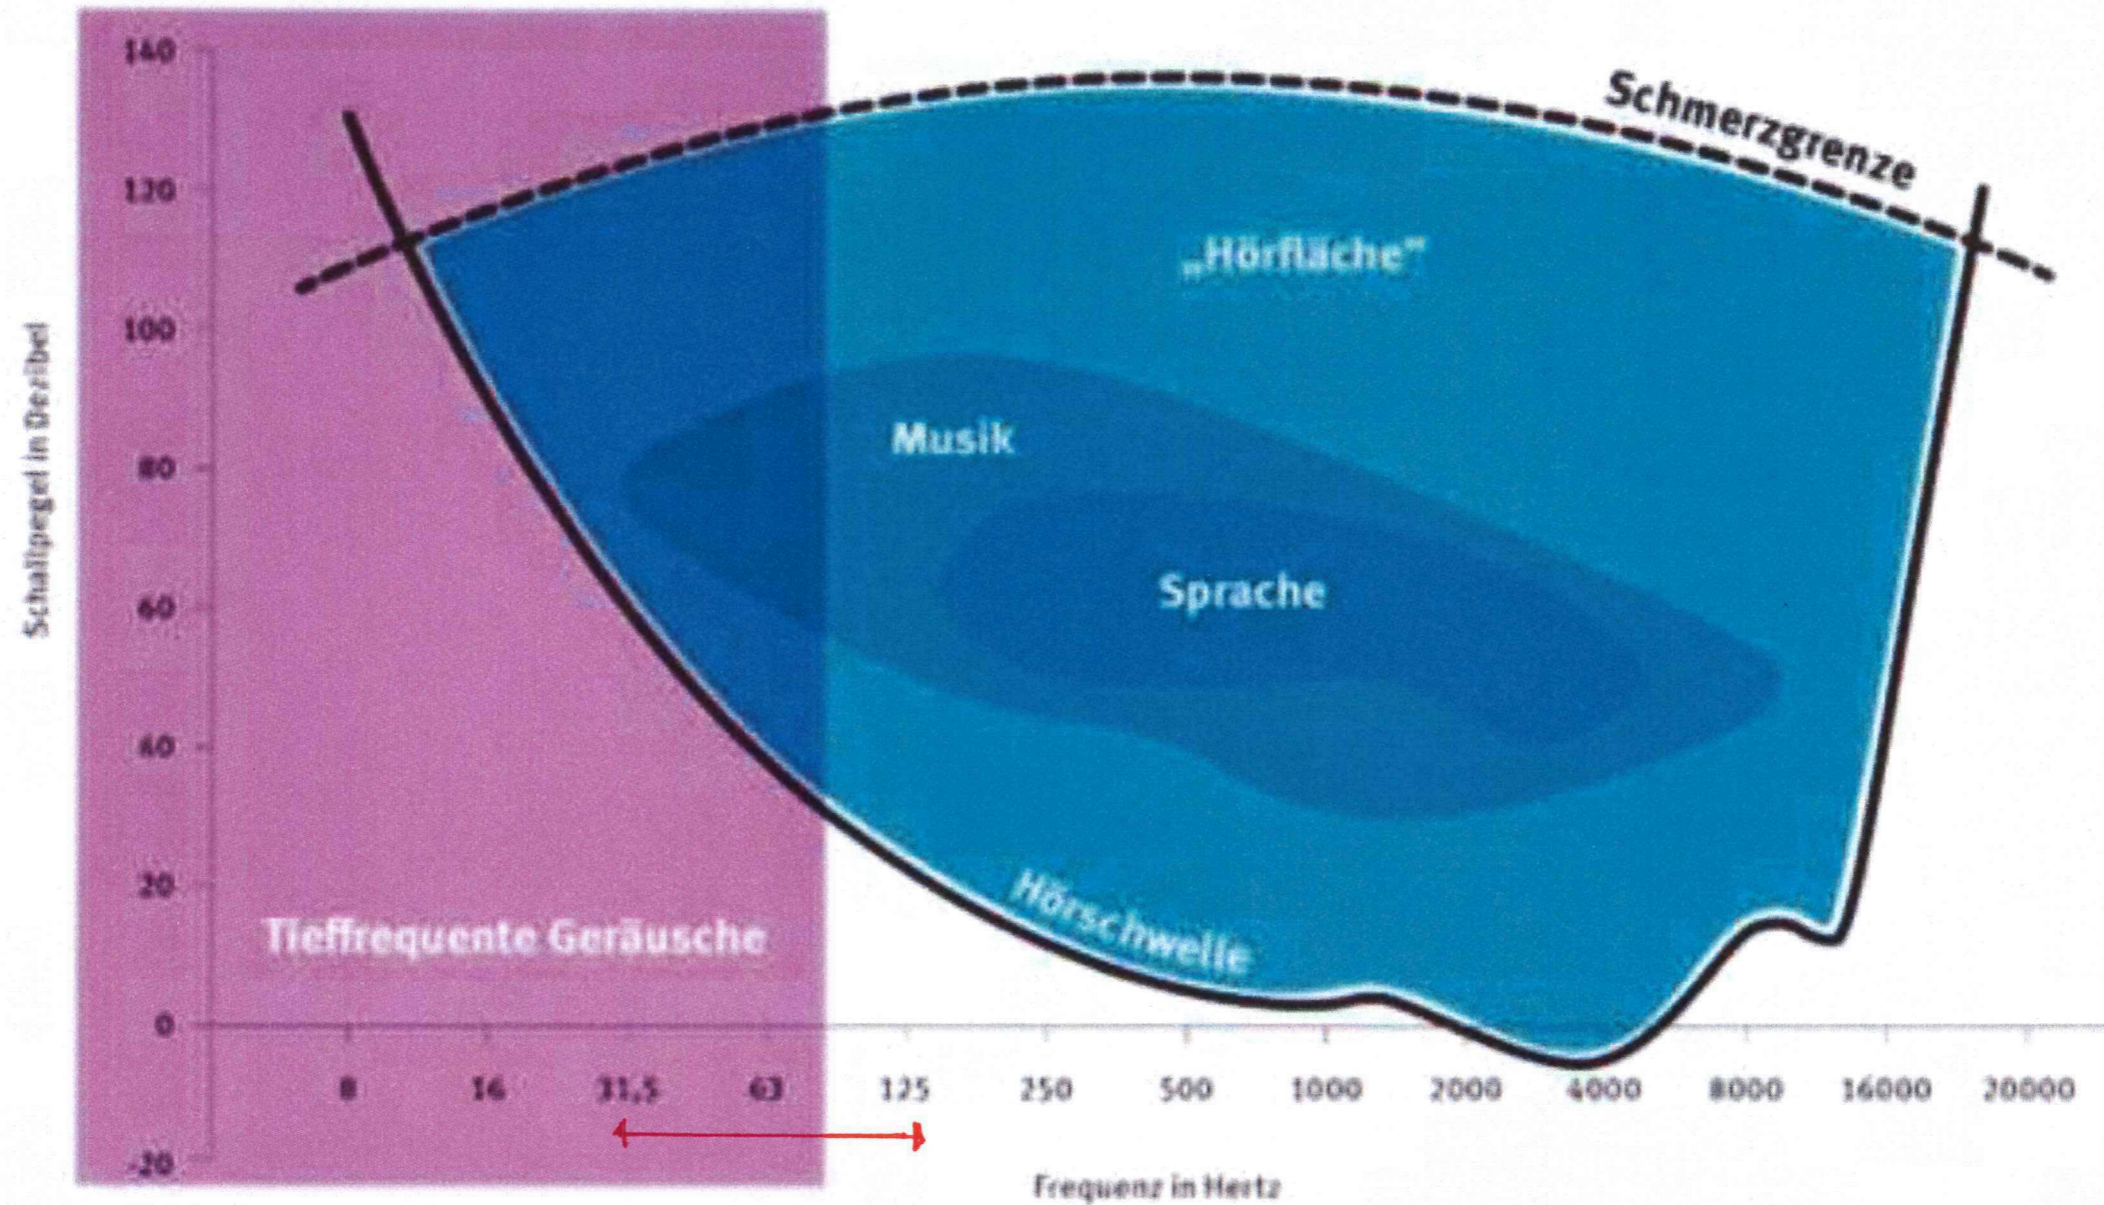 140
120
100
80
60
40
20
0
-20
Schallpegel in Dezibel
Schmerzgrenze
„Hörfläche“
Musik
Sprache
Hörschwelle
Tieffrequente Geräusche
8 16 31,5 63 125 250 500 1000 2000 4000 8000 16000 20000
Frequenz in Hertz